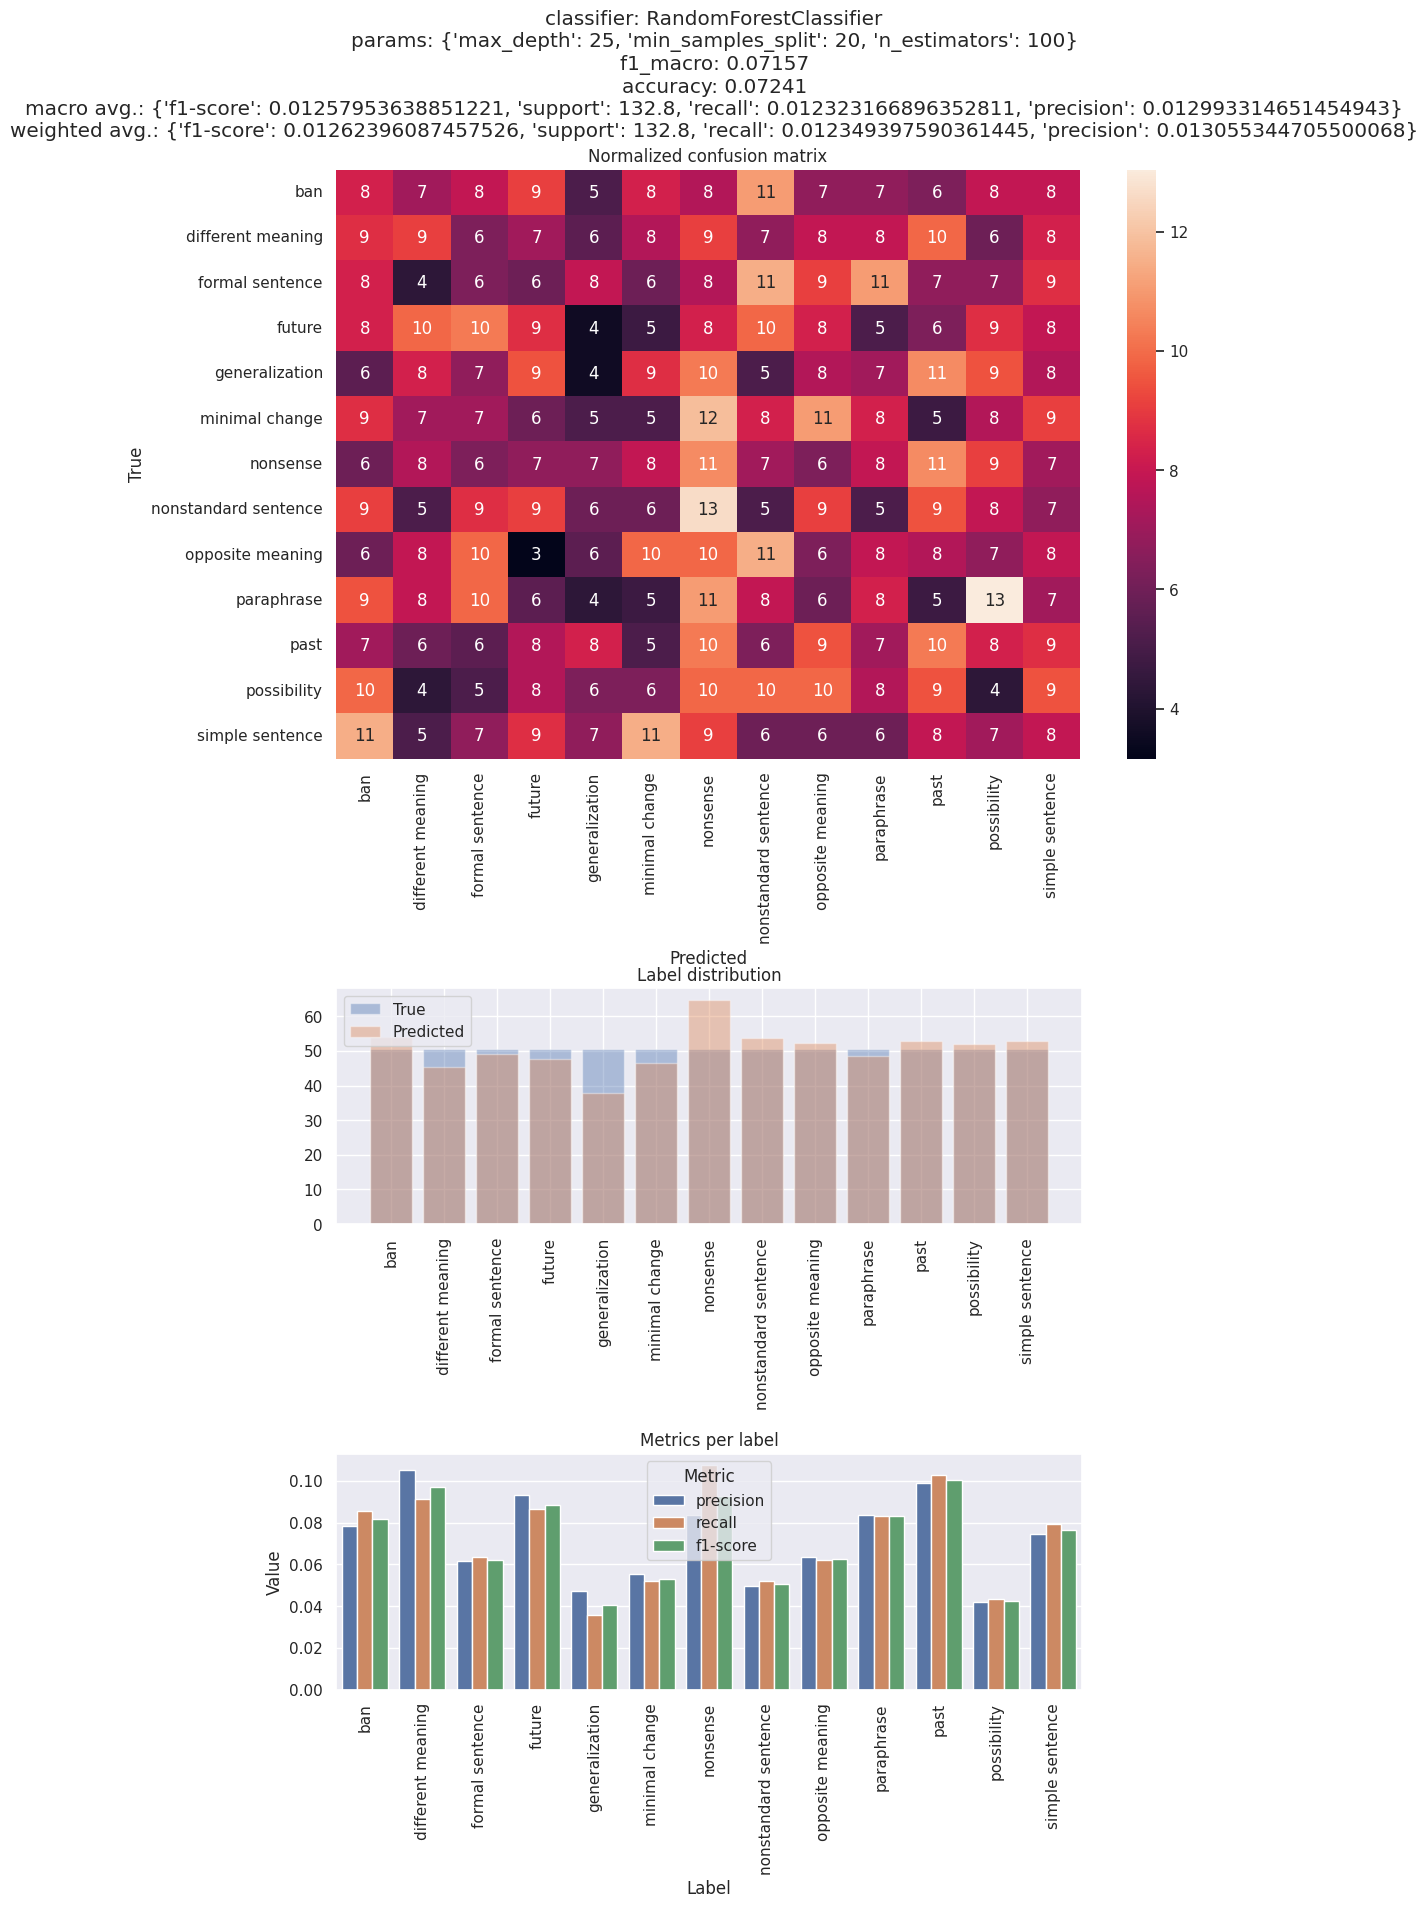 classifier: RandomForestClassifier
params: {'max_depth': 25, 'min_samples_split': 20, 'n_estimators': 100}
f1_macro: 0.07157
accuracy: 0.07241
macro avg.: {'f1-score': 0.01257953638851221, 'support': 132.8, 'recall': 0.012323166896352811, 'precision': 0.012993314651454943}
weighted avg.: {'f1-score': 0.01262396087457526, 'support': 132.8, 'recall': 0.012349397590361445, 'precision': 0.013055344705500068}
Normalized confusion matrix
ban 8 7 8 9 5 8 8 11 7 7 6 8 8
different meaning 9 9 6 7 6 8 9 7 8 8 10 6 8
formal sentence 8 4 6 6 8 6 8 11 9 11 7 7 9
future 8 10 10 9 4 5 8 10 8 5 6 9 8
generalization 6 8 7 9 4 9 10 5 8 7 11 9 8
minimal change 9 7 7 6 5 5 12 8 11 8 5 8 9
nonsense 6 8 6 7 7 8 11 7 6 8 11 9 7
nonstandard sentence 9 5 9 9 6 6 13 5 9 5 9 8 7
opposite meaning 6 8 10 3 6 10 10 11 6 8 8 7 8
paraphrase 9 8 10 6 4 5 11 8 6 8 5 13 7
past 7 6 6 8 8 5 10 6 9 7 10 8 9
possibility 10 4 5 8 6 6 10 10 10 8 9 4 9
simple sentence 11 5 7 9 7 11 9 6 6 6 8 7 8
True
12
10
8
6
4
ban
different meaning
formal sentence
future
generalization
minimal change
nonsense
nonstandard sentence
opposite meaning
paraphrase
past
possibility
simple sentence
Predicted
Label distribution
True
Predicted
60
50
40
30
20
10
0
ban
different meaning
formal sentence
future
generalization
minimal change
nonsense
nonstandard sentence
opposite meaning
paraphrase
past
possibility
simple sentence
Metrics per label
Metric
precision
recall
f1-score
Value
0.10
0.08
0.06
0.04
0.02
0.00
ban
different meaning
formal sentence
future
generalization
minimal change
nonsense
nonstandard sentence
opposite meaning
paraphrase
past
possibility
simple sentence
Label